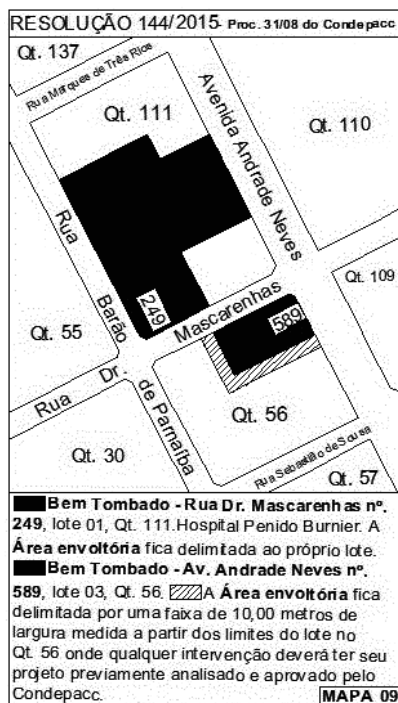 RESOLUÇÃO 144/2015- Proc. 31/08 do Condepacc
Qt. 137
Rua Marques de Três Rios
Qt. 111
Avenida Andrade Neves
Qt. 110
Rua Barão de Parnaíba
249
Rua Dr. Mascarenhas
Qt. 109
589
Qt. 55
Qt. 56
Qt. 30
Rua Sebastião de Sousa
Qt. 57
Bem Tombado - Rua Dr. Mascarenhas nº.
249, lote 01, Qt. 111.Hospital Penido Burnier. A
Área envoltória fica delimitada ao próprio lote.
Bem Tombado - Av. Andrade Neves nº.
589, lote 03, Qt. 56. A Área envoltória fica
delimitada por uma faixa de 10,00 metros de
largura medida a partir dos limites do lote no
Qt. 56 onde qualquer intervenção deverá ter seu
projeto previamente analisado e aprovado pelo
Condepacc.
MAPA 09